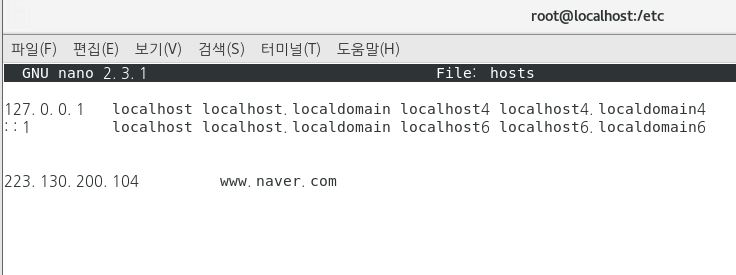 root@localhost:/etc
파일(F) 편집(E) 보기(V) 검색(S) 터미널(T) 도움말(H)
GNU nano 2.3.1 File: hosts
127.0.0.1 localhost localhost.localdomain localhost4 localhost4.localdomain4
::1 localhost localhost.localdomain localhost6 localhost6.localdomain6
223.130.200.104 www.naver.com